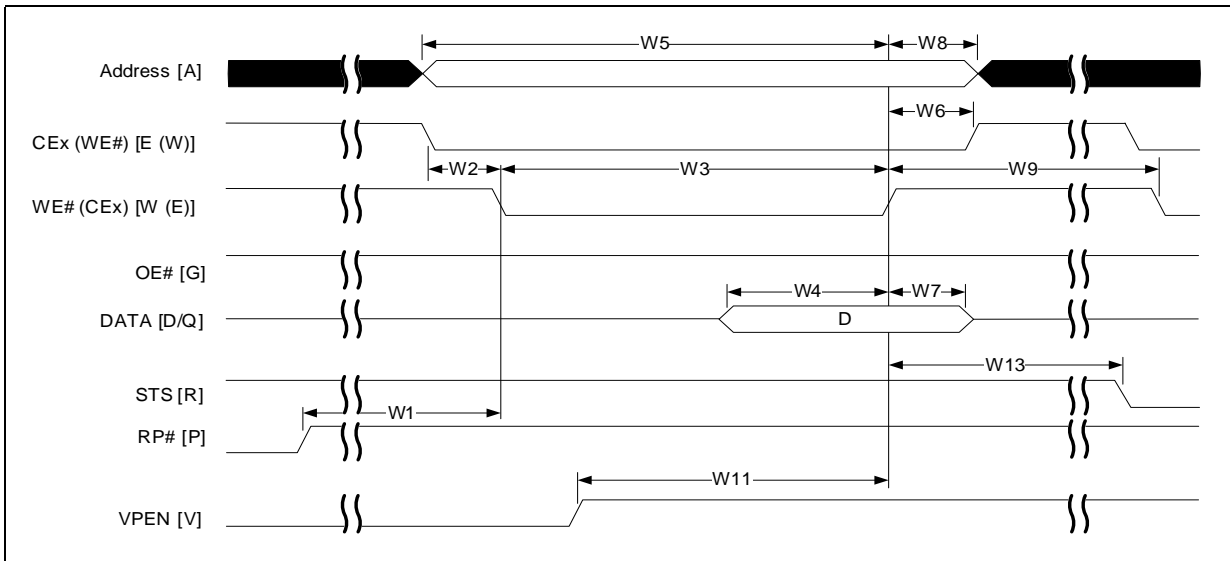 W5
W8
Address [A]
W6
CEx (WE#) [E (W)]
W2
W3
W9
WE# (CEx) [W (E)]
OE# [G]
W4
W7
DATA [D/Q]
D
W13
STS [R]
W1
RP# [P]
W11
VPEN [V]